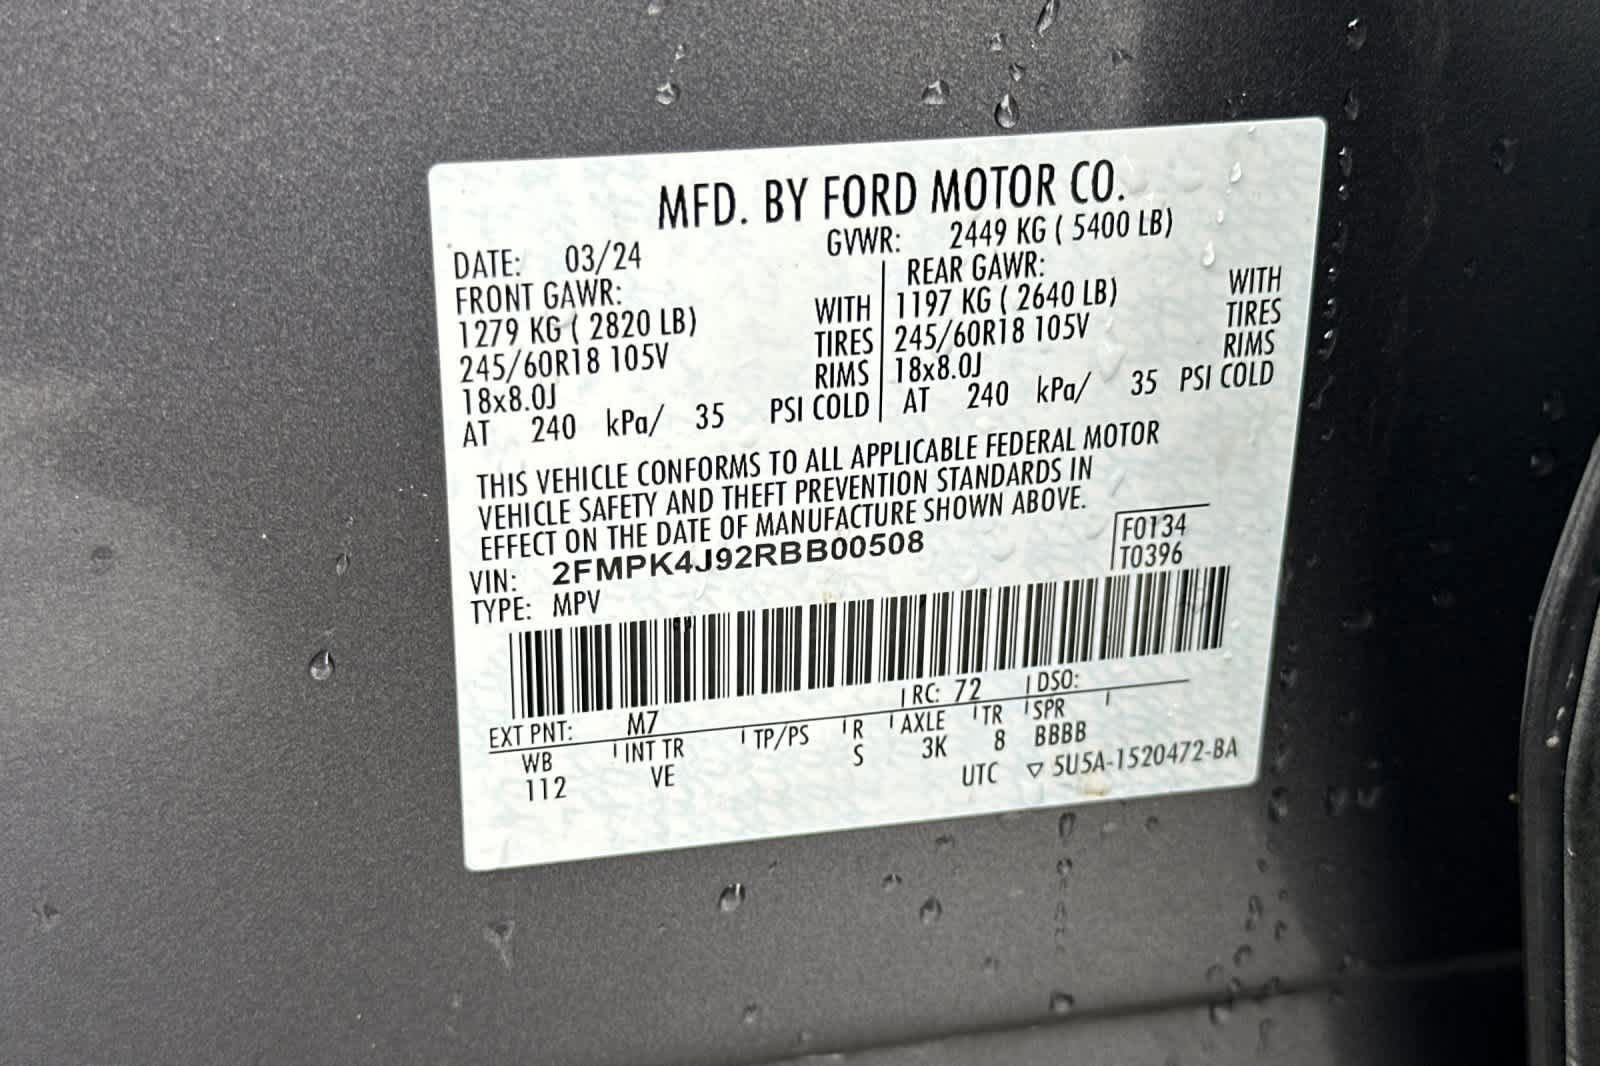 MFD. BY FORD MOTOR CO.
DATE: 03/24 GVWR: 2449 KG ( 5400 LB)
FRONT GAWR: REAR GAWR:
1279 KG ( 2820 LB) WITH 1197 KG ( 2640 LB) WITH
245/60R18 105V TIRES 245/60R18 105V TIRES
18x8.0J RIMS 18x8.0J RIMS
AT 240 kPa/ 35 PSI COLD AT 240 kPa/ 35 PSI COLD
THIS VEHICLE CONFORMS TO ALL APPLICABLE FEDERAL MOTOR
VEHICLE SAFETY AND THEFT PREVENTION STANDARDS IN
EFFECT ON THE DATE OF MANUFACTURE SHOWN ABOVE.
VIN: 2FMPK4J92RBB00508 F0134
TYPE: MPV T0396
EXT PNT: M7 RC: 72 DSO:
WB INT TR TP/PS R AXLE TR SPR
112 VE S 3K 8 BBBB
UTC ▽ 5U5A-1520472-BA